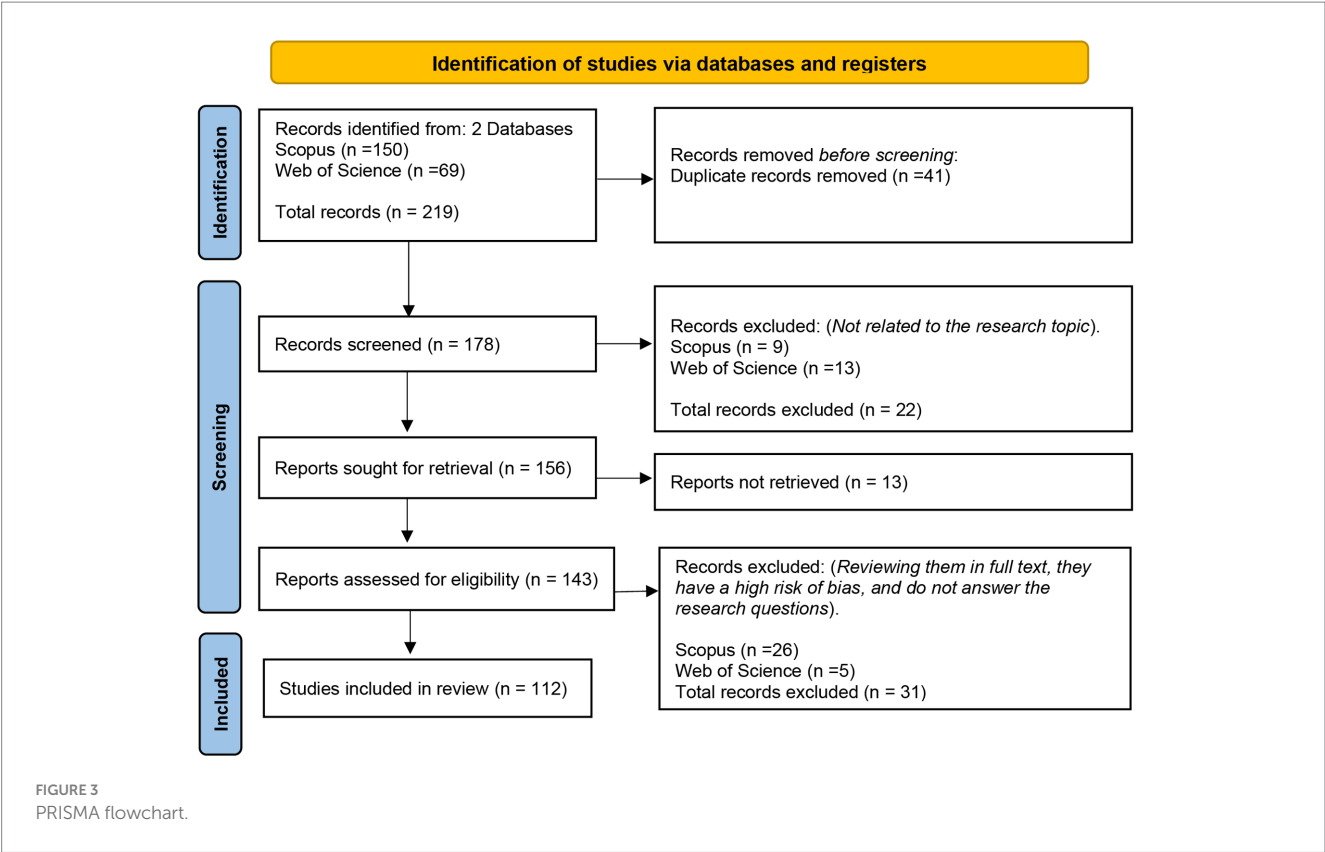 Identification of studies via databases and registers
Identification
Records identified from: 2 Databases
Scopus (n =150)
Web of Science (n =69)
Total records (n = 219)
Records removed before screening:
Duplicate records removed (n =41)
Screening
Records screened (n = 178)
Records excluded: (Not related to the research topic).
Scopus (n = 9)
Web of Science (n =13)
Total records excluded (n = 22)
Reports sought for retrieval (n = 156)
Reports not retrieved (n = 13)
Reports assessed for eligibility (n = 143)
Records excluded: (Reviewing them in full text, they
have a high risk of bias, and do not answer the
research questions).
Scopus (n =26)
Web of Science (n =5)
Total records excluded (n = 31)
Included
Studies included in review (n = 112)
FIGURE 3
PRISMA flowchart.